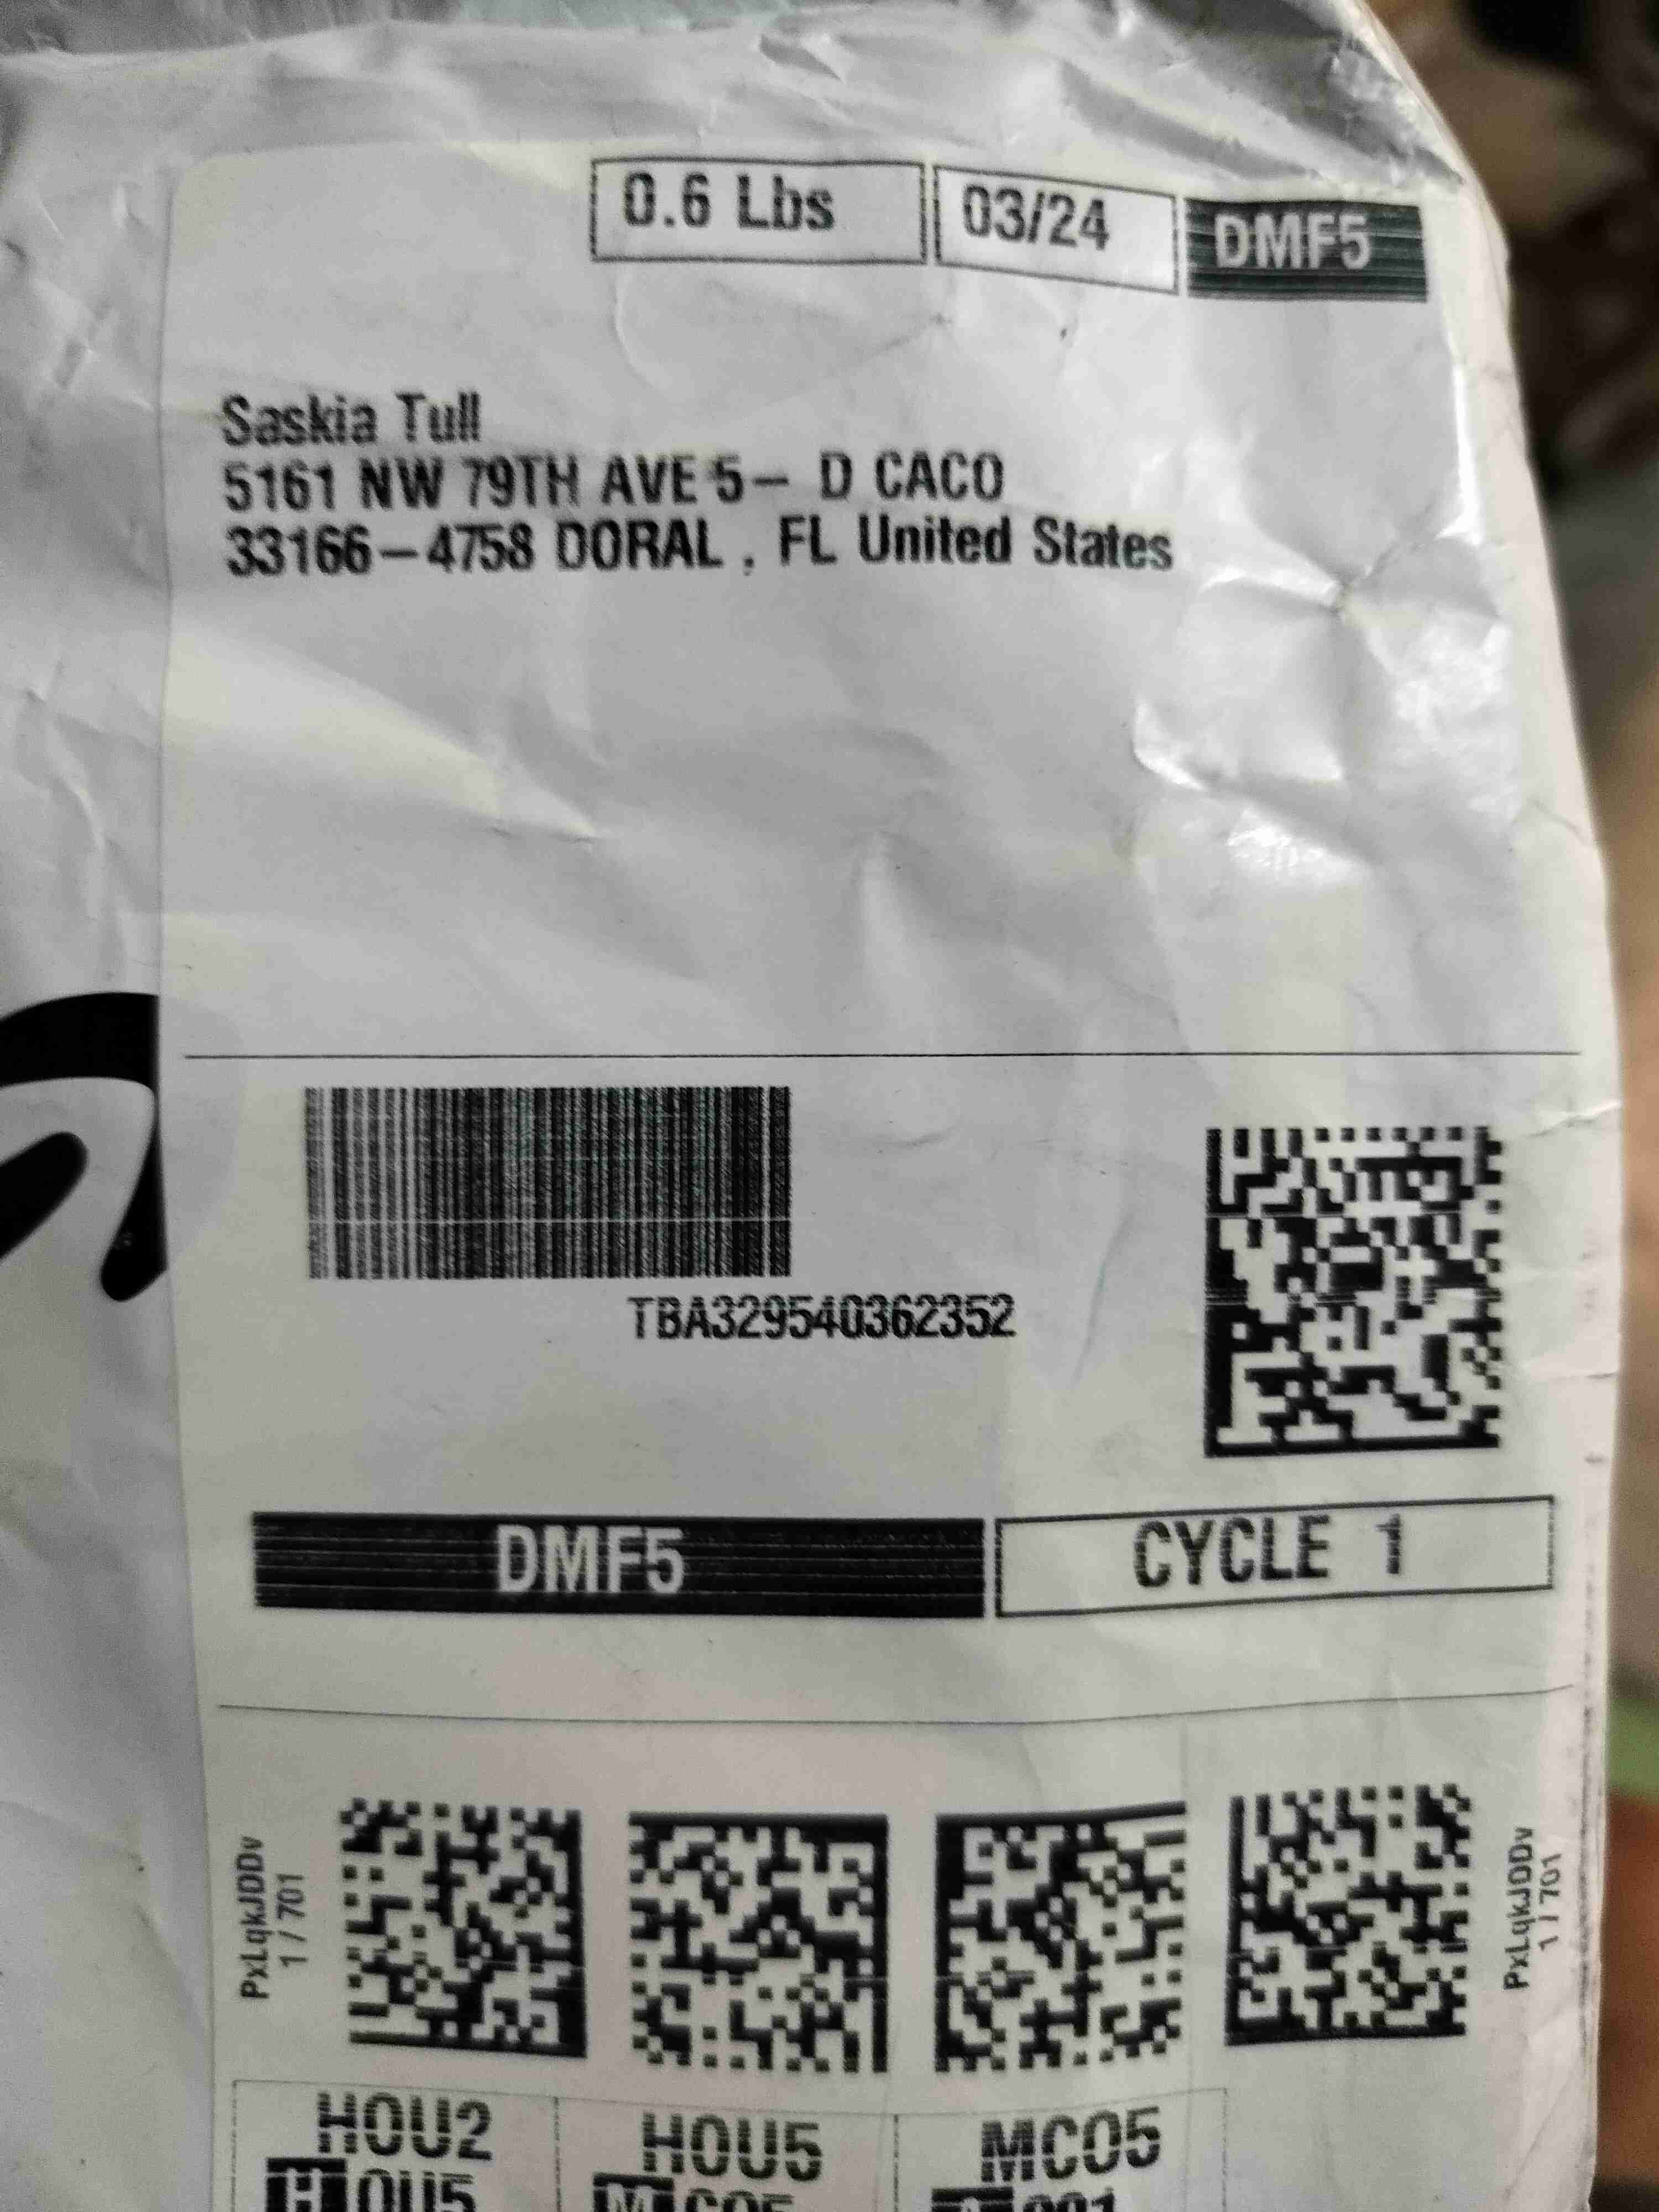 0.6 Lbs 03/24 DMF5
Saskia Tull
5161 NW 79TH AVE 5- D CACO
33166-4758 DORAL , FL United States
TBA329540362352
DMF5 CYCLE 1
PxLqkJDDv
1 / 701
PxLqkJDDv
1 / 701
HOU2 HOU5 MCO5
HOU5